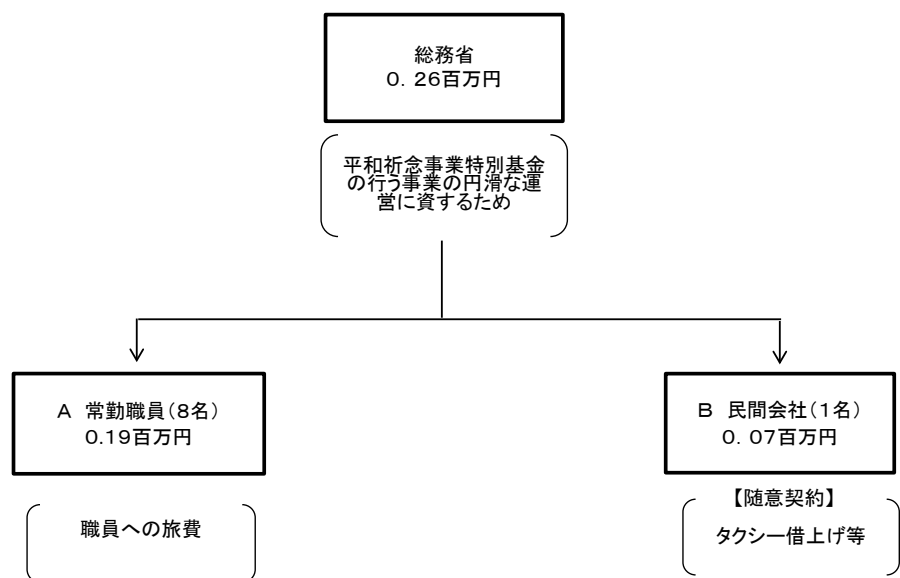 総務省
０．２６百万円
平和祈念事業特別基金
の行う事業の円滑な運
営に資するため
A 常勤職員（８名）
0.19百万円
職員への旅費
B 民間会社（１名）
０．０７百万円
【随意契約】
タクシー借上げ等